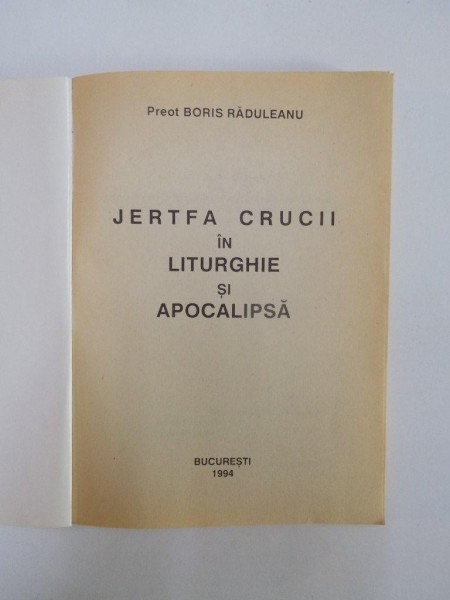 Preot BORIS RĂDULEANU
JERTFA CRUCII
ÎN
LITURGHIE
ȘI
APOCALIPSĂ
BUCUREȘTI
1994